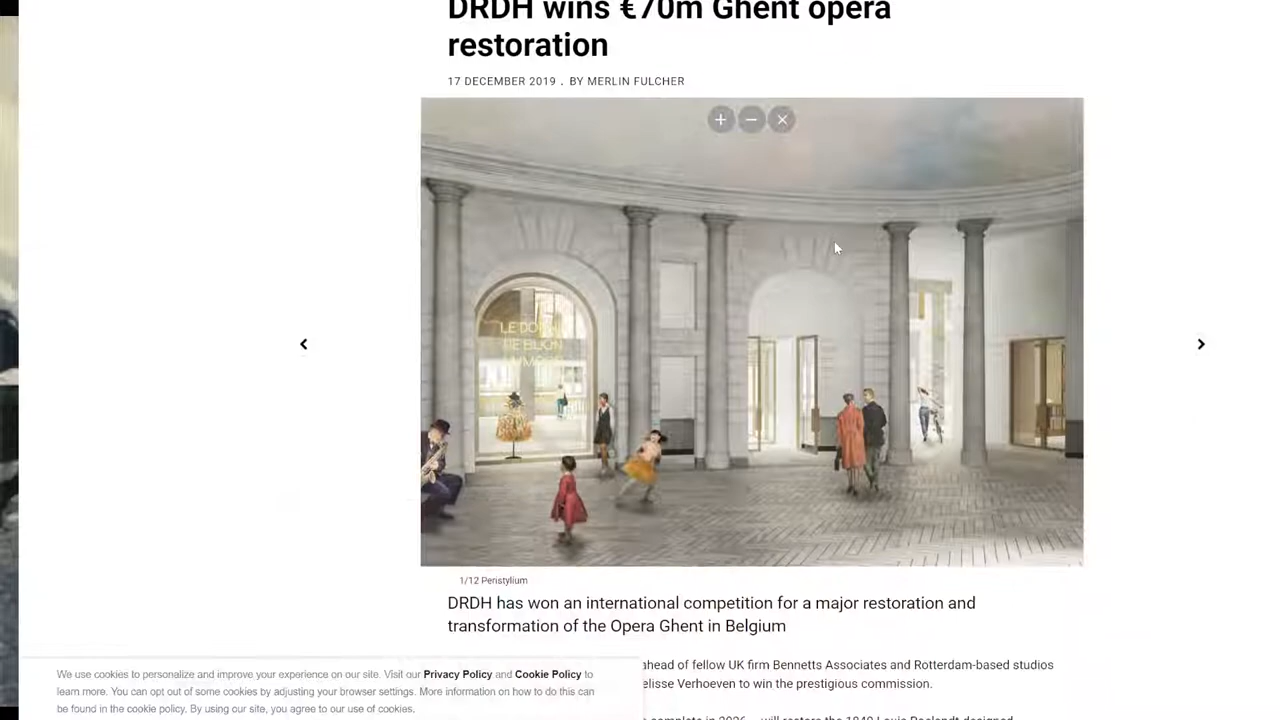 DRDH wins €70m Ghent opera
restoration
17 DECEMBER 2019 . BY MERLIN FULCHER
1/12 Peristylium
DRDH has won an international competition for a major restoration and
transformation of the Opera Ghent in Belgium
ahead of fellow UK firm Bennetts Associates and Rotterdam-based studios
elisse Verhoeven to win the prestigious commission.
We use cookies to personalize and improve your experience on our site. Visit our Privacy Policy and Cookie Policy to
learn more. You can opt out of some cookies by adjusting your browser settings. More information on how to do this can
be found in the cookie policy. By using our site, you agree to our use of cookies.